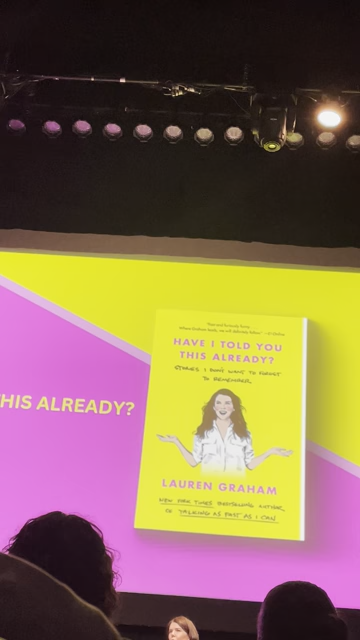 THIS ALREADY?
HAVE I TOLD YOU
THIS ALREADY?
STORIES I DON'T WANT TO FORGET
TO REMEMBER
LAUREN GRAHAM
NEW YORK TIMES BESTSELLING AUTHOR
OF TALKING AS FAST AS I CAN